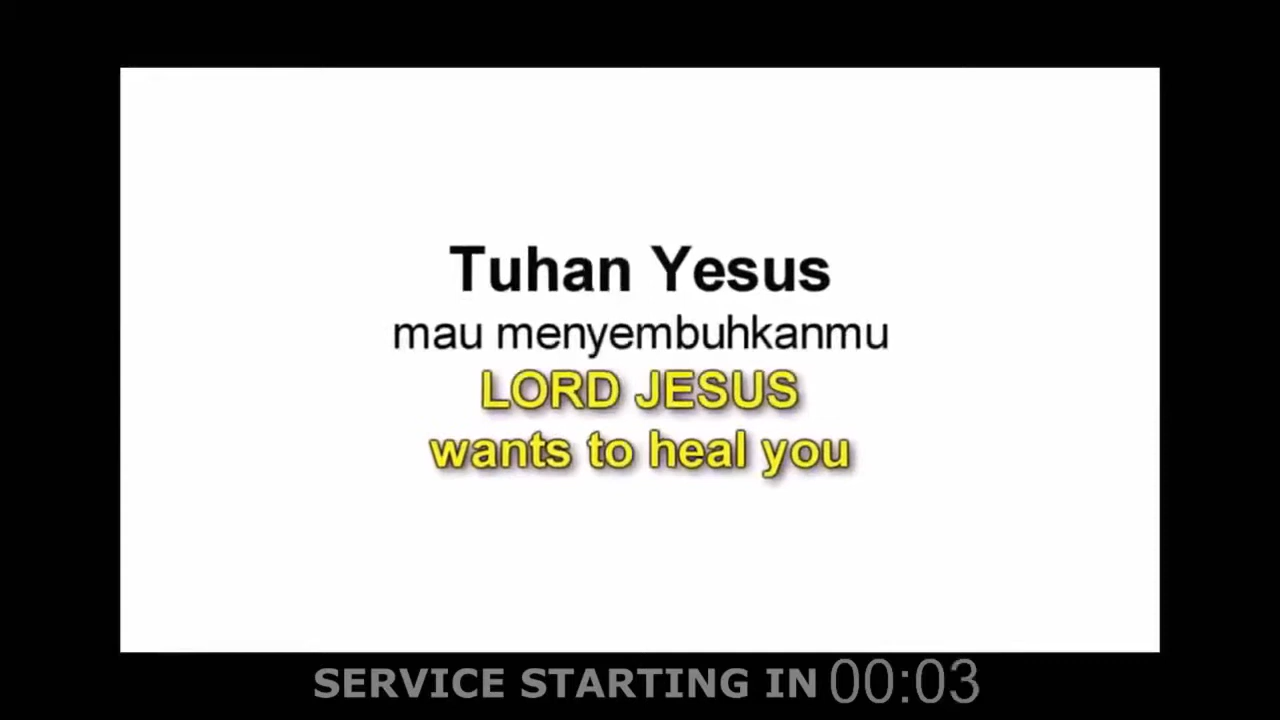 Tuhan Yesus
mau menyembuhkanmu
LORD JESUS
wants to heal you
SERVICE STARTING IN 00:03